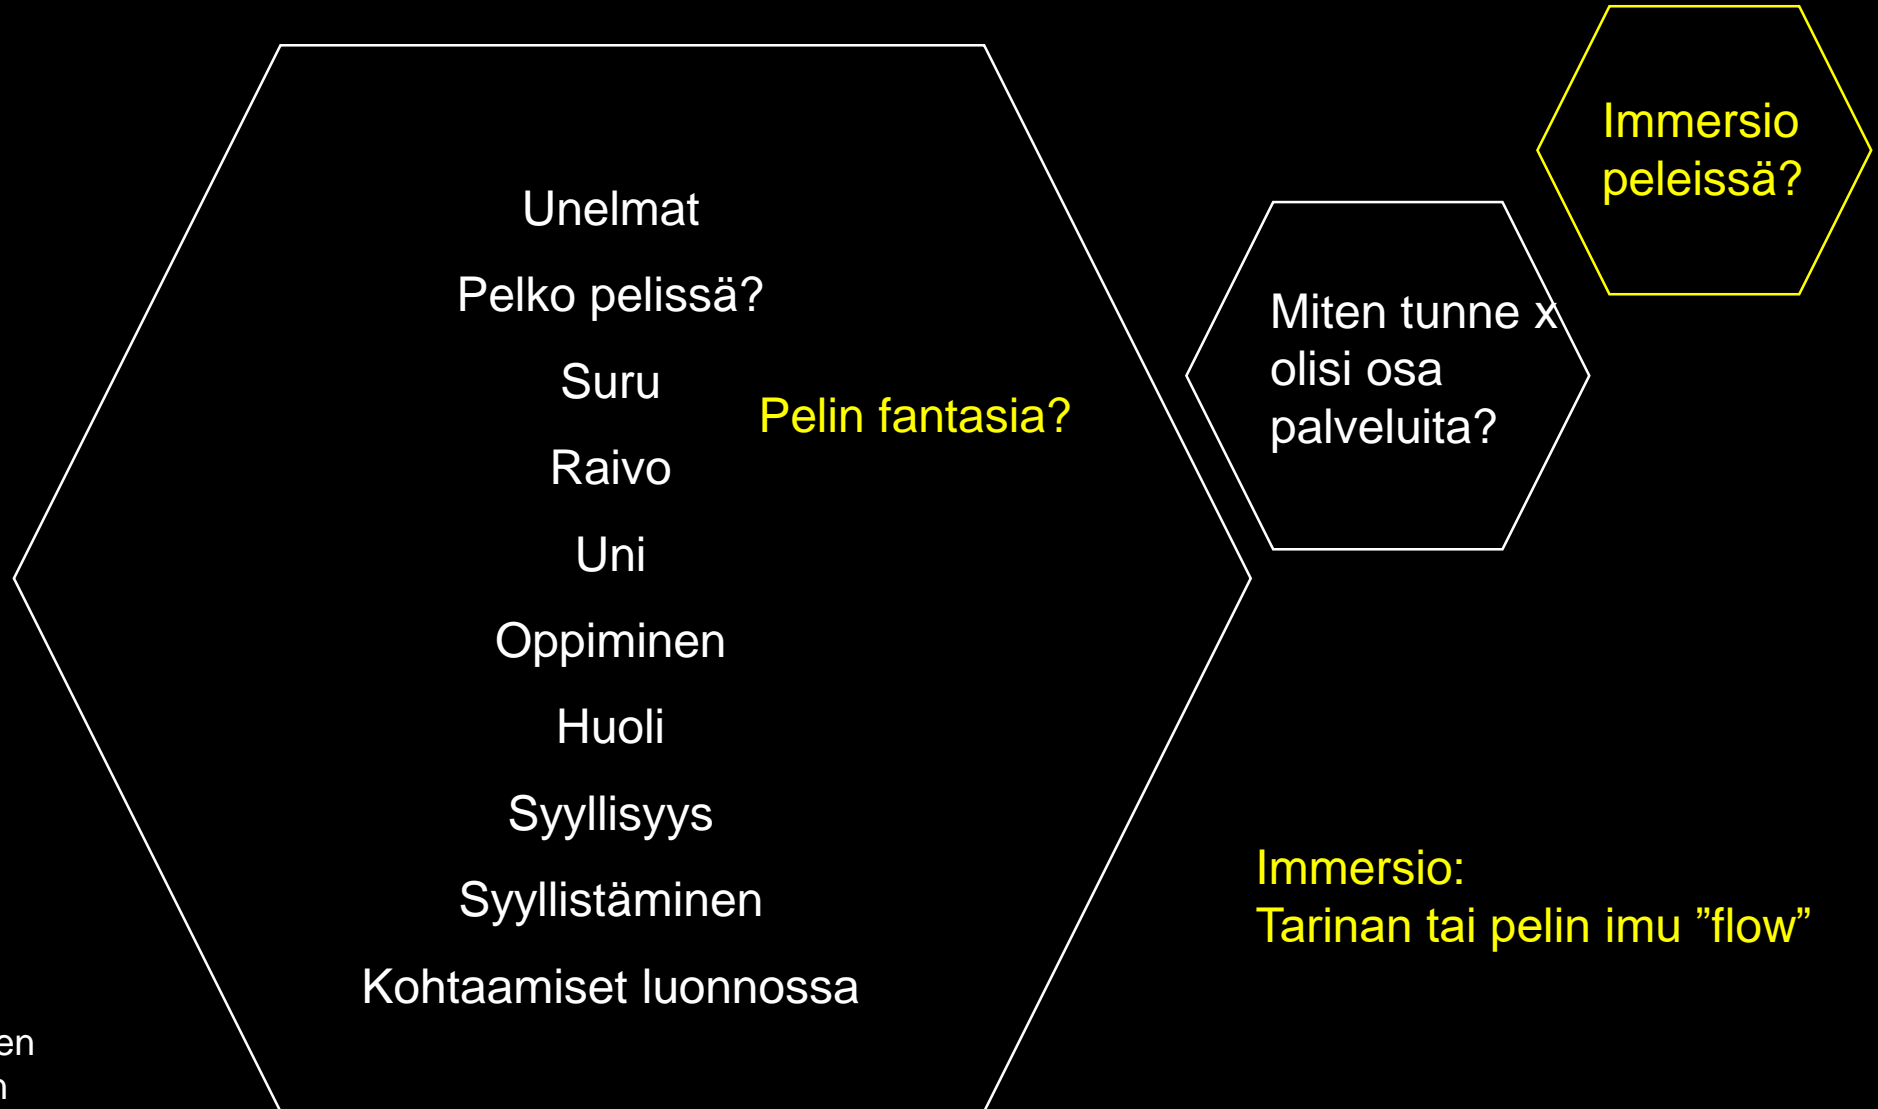 Immersio
peleissä?
Unelmat
Pelko pelissä?
Suru
Pelin fantasia?
Raivo
Uni
Oppiminen
Huoli
Syyllisyys
Syyllistäminen
Kohtaamiset luonnossa
Miten tunne x
olisi osa
palveluita?
Immersio:
Tarinan tai pelin imu ”flow”